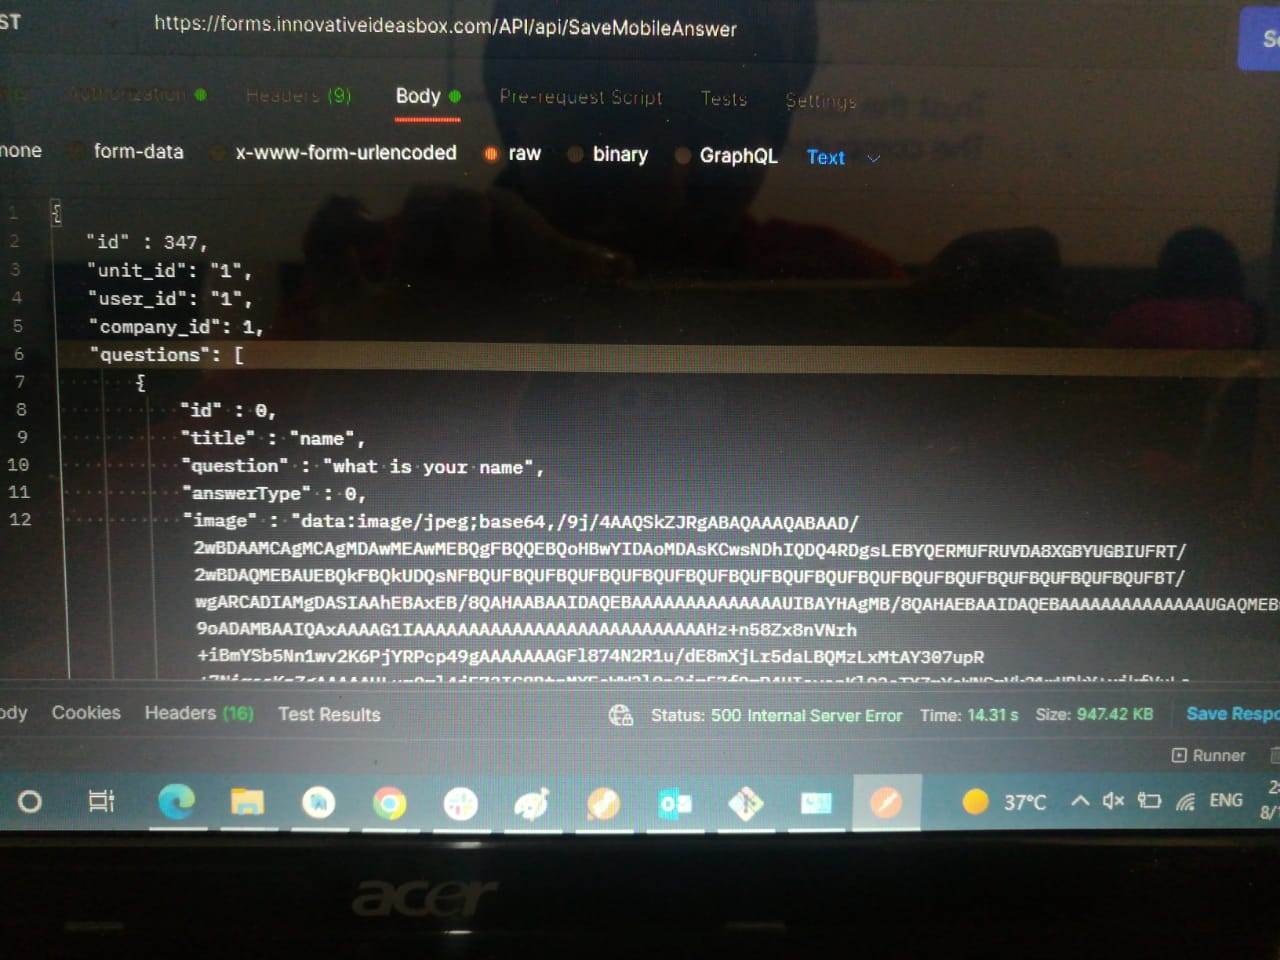 ST https://forms.innovativeideasbox.com/API/api/SaveMobileAnswer
Authorization Headers (9) Body Pre-request Script Tests Settings
none form-data x-www-form-urlencoded raw binary GraphQL Text
1 {
2 "id" : 347,
3 "unit_id": "1",
4 "user_id": "1",
5 "company_id": 1,
6 "questions": [
7 {
8 "id" : 0,
9 "title" : "name",
10 "question" : "what is your name",
11 "answerType" : 0,
12 "image" : "data:image/jpeg;base64,/9j/4AAQSkZJRgABAQAAAQABAAD/
2wBDAAMCAgMCAgMDAwMEAwMEBQgFBQQEBQoHBwYIDAoMDAsKCwsNDhIQDQ4RDgsLEBYQERMUFRUVDA8XGBYUGBIUFRT/
2wBDAQMEBAUEBQkFBQkUDQsNFBQUFBQUFBQUFBQUFBQUFBQUFBQUFBQUFBQUFBQUFBQUFBQUFBQUFBQUFBQUFBQUFBT/
wgARCADIAMgDASIAAhEBAxEB/8QAHAABAAIDAQEBAAAAAAAAAAAAAAUIBAYHAgMB/8QAHAEBAAIDAQEBAAAAAAAAAAAAAAUGAQMEB
9oADAMBAAIQAxAAAAG1IAAAAAAAAAAAAAAAAAAAAAAAAAAHz+n58Zx8nVNrh
+iBmYSb5Nn1wv2K6PjYRPcp49gAAAAAAAGFl874N2R1u/dE8mXjLr5daLBQMzLxMtAY307upR
ody Cookies Headers (16) Test Results Status: 500 Internal Server Error Time: 14.31 s Size: 947.42 KB Save Respo
Runner
37°C ENG
8/
acer